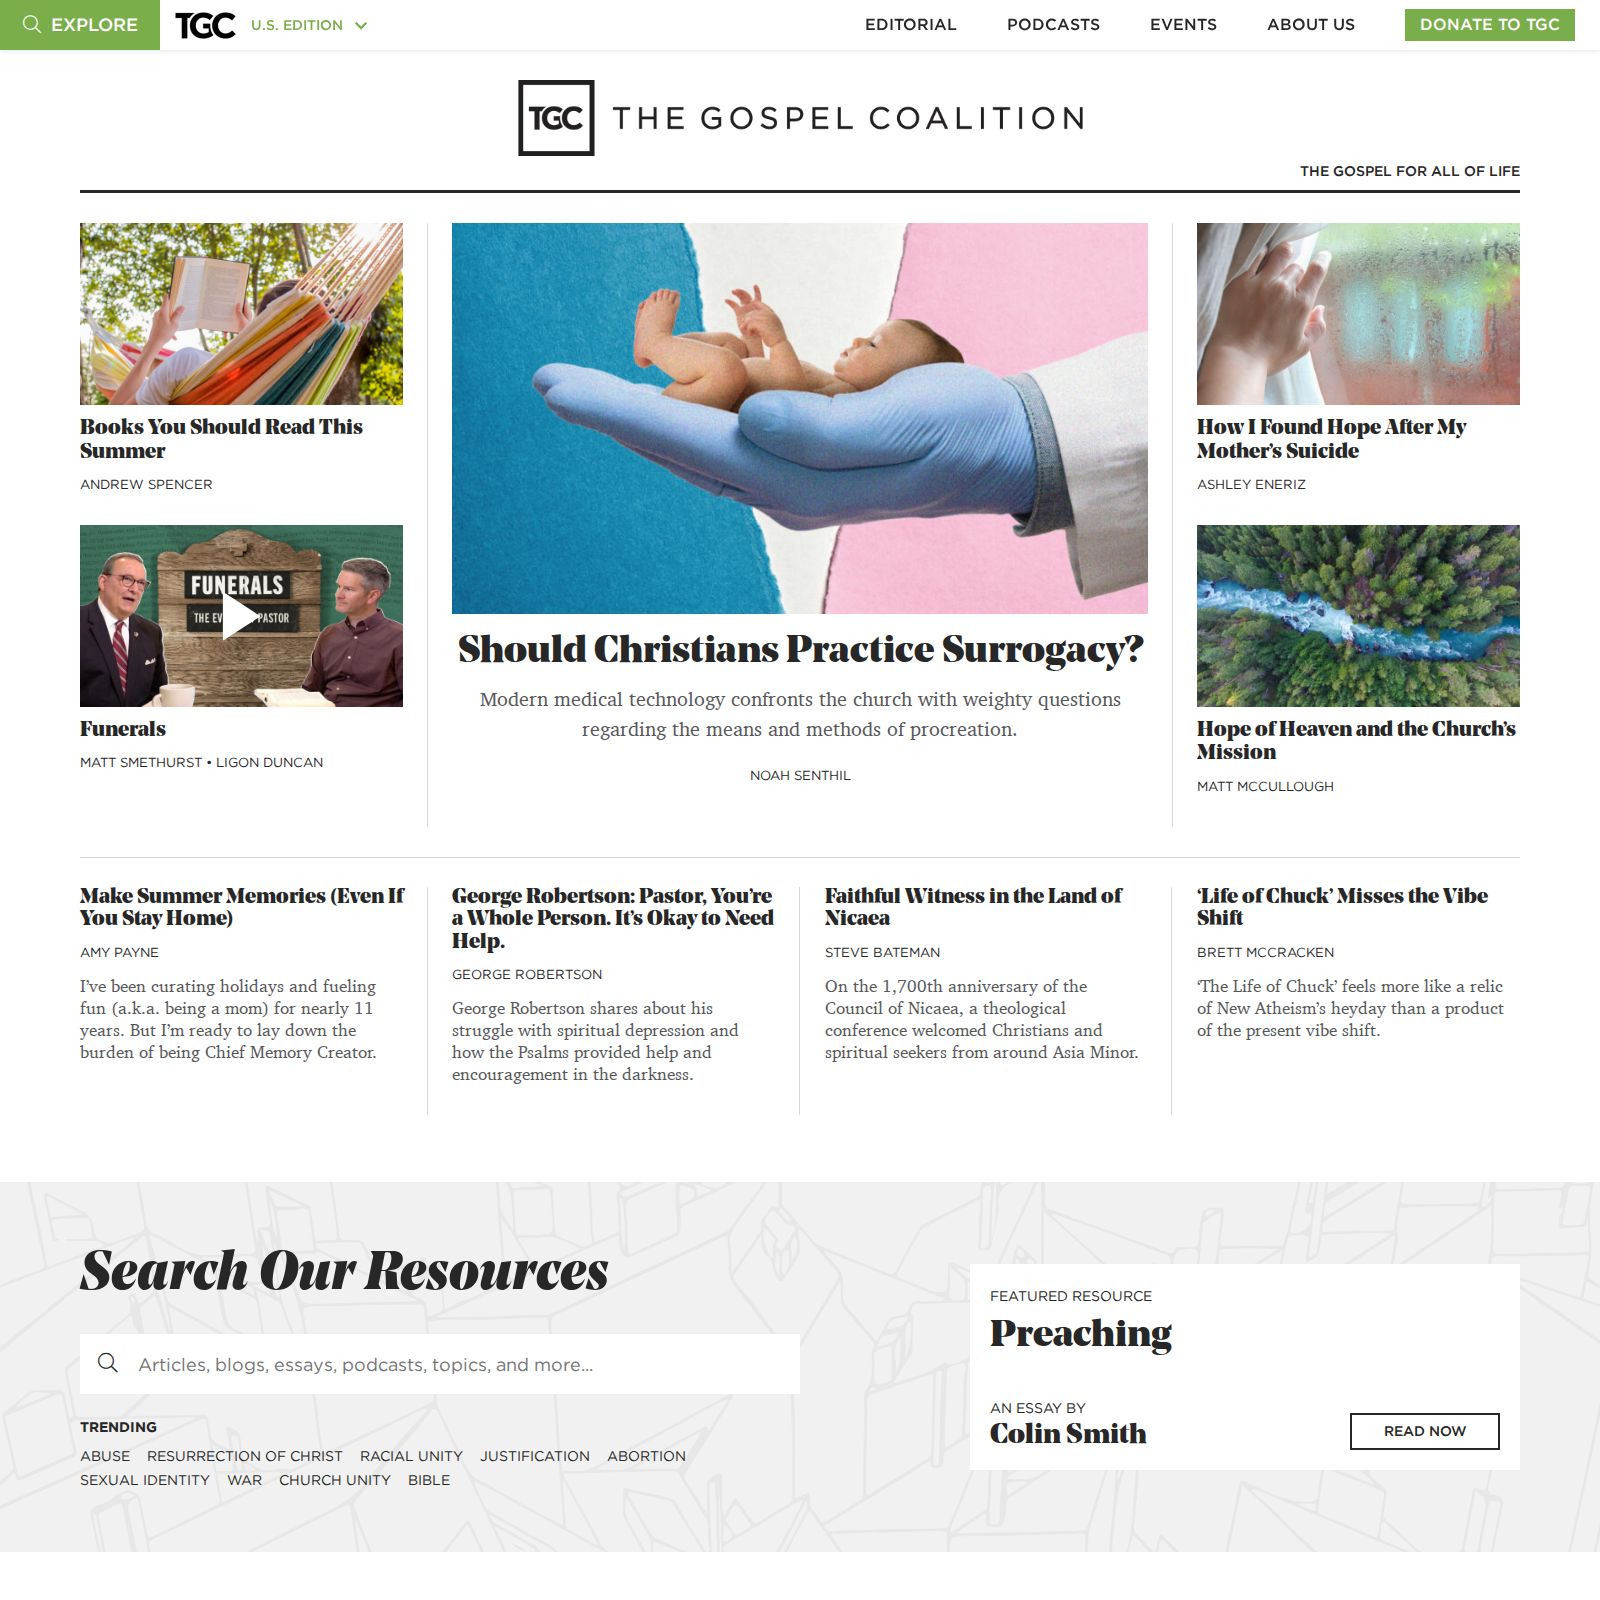 EXPLORE
TGC
U.S. EDITION
EDITORIAL
PODCASTS
EVENTS
ABOUT US
DONATE TO TGC
TGC THE GOSPEL COALITION
THE GOSPEL FOR ALL OF LIFE
Books You Should Read This
Summer
ANDREW SPENCER
FUNERALS
PASTOR
Funerals
MATT SMETHURST • LIGON DUNCAN
Should Christians Practice Surrogacy?
Modern medical technology confronts the church with weighty questions
regarding the means and methods of procreation.
NOAH SENTHIL
How I Found Hope After My
Mother’s Suicide
ASHLEY ENERIZ
Hope of Heaven and the Church’s
Mission
MATT MCCULLOUGH
Make Summer Memories (Even If
You Stay Home)
AMY PAYNE
I’ve been curating holidays and fueling
fun (a.k.a. being a mom) for nearly 11
years. But I’m ready to lay down the
burden of being Chief Memory Creator.
George Robertson: Pastor, You’re
a Whole Person. It’s Okay to Need
Help.
GEORGE ROBERTSON
George Robertson shares about his
struggle with spiritual depression and
how the Psalms provided help and
encouragement in the darkness.
Faithful Witness in the Land of
Nicaea
STEVE BATEMAN
On the 1,700th anniversary of the
Council of Nicaea, a theological
conference welcomed Christians and
spiritual seekers from around Asia Minor.
‘Life of Chuck’ Misses the Vibe
Shift
BRETT MCCRACKEN
‘The Life of Chuck’ feels more like a relic
of New Atheism’s heyday than a product
of the present vibe shift.
Search Our Resources
Articles, blogs, essays, podcasts, topics, and more...
TRENDING
ABUSE RESURRECTION OF CHRIST RACIAL UNITY JUSTIFICATION ABORTION
SEXUAL IDENTITY WAR CHURCH UNITY BIBLE
FEATURED RESOURCE
Preaching
AN ESSAY BY
Colin Smith
READ NOW